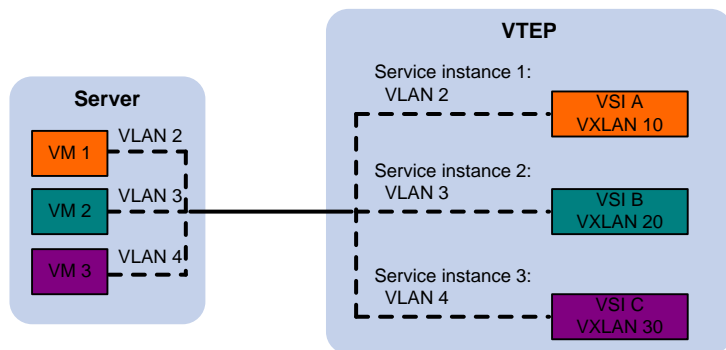 VTEP
Service instance 1:
VLAN 2
VSI A
VXLAN 10
Server
VM 1
VLAN 2
Service instance 2:
VLAN 3
VSI B
VXLAN 20
VM 2
VLAN 3
VM 3
VLAN 4
Service instance 3:
VLAN 4
VSI C
VXLAN 30